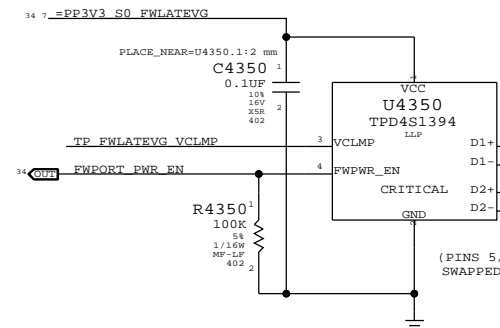 34 7 =PP3V3_S0_FWLATEVG
PLACE_NEAR=U4350.1:2 mm
C4350 1
0.1UF
10%
16V
X5R
402
2
1
VCC
U4350
TPD4S1394
LLP
TP_FWLATEVG_VCLMP 3 VCLMP D1+
D1-
34 OUT FWPORT_PWR_EN 4 FWPWR_EN
CRITICAL D2+
D2-
GND
2
R4350 1
100K
5%
1/16W
MF-LF
402
2
(PINS 5/
SWAPPED